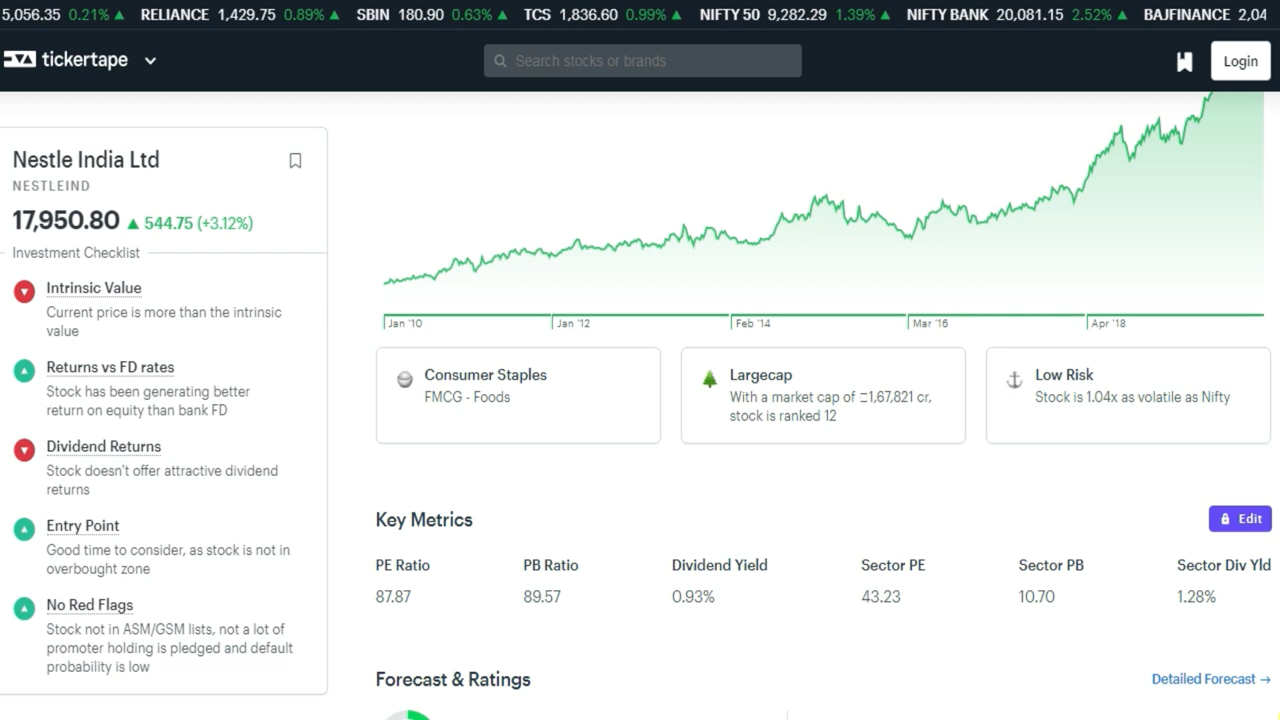 5,056.35 0.21% ▲ RELIANCE 1,429.75 0.89% ▲ SBIN 180.90 0.63% ▲ TCS 1,836.60 0.99% ▲ NIFTY 50 9,282.29 1.39% ▲ NIFTY BANK 20,081.15 2.52% ▲ BAJFINANCE 2,04
tickertape
Search stocks or brands
Login
Nestle India Ltd
NESTLEIND
17,950.80 ▲ 544.75 (+3.12%)
Investment Checklist
Intrinsic Value
Current price is more than the intrinsic
value
Returns vs FD rates
Stock has been generating better
return on equity than bank FD
Dividend Returns
Stock doesn't offer attractive dividend
returns
Entry Point
Good time to consider, as stock is not in
overbought zone
No Red Flags
Stock not in ASM/GSM lists, not a lot of
promoter holding is pledged and default
probability is low
Jan '10 Jan '12 Feb '14 Mar '16 Apr '18
Consumer Staples
FMCG - Foods
Largecap
With a market cap of 1,67,821 cr,
stock is ranked 12
Low Risk
Stock is 1.04x as volatile as Nifty
Key Metrics
Edit
PE Ratio PB Ratio Dividend Yield Sector PE Sector PB Sector Div Yld
87.87 89.57 0.93% 43.23 10.70 1.28%
Forecast & Ratings
Detailed Forecast →